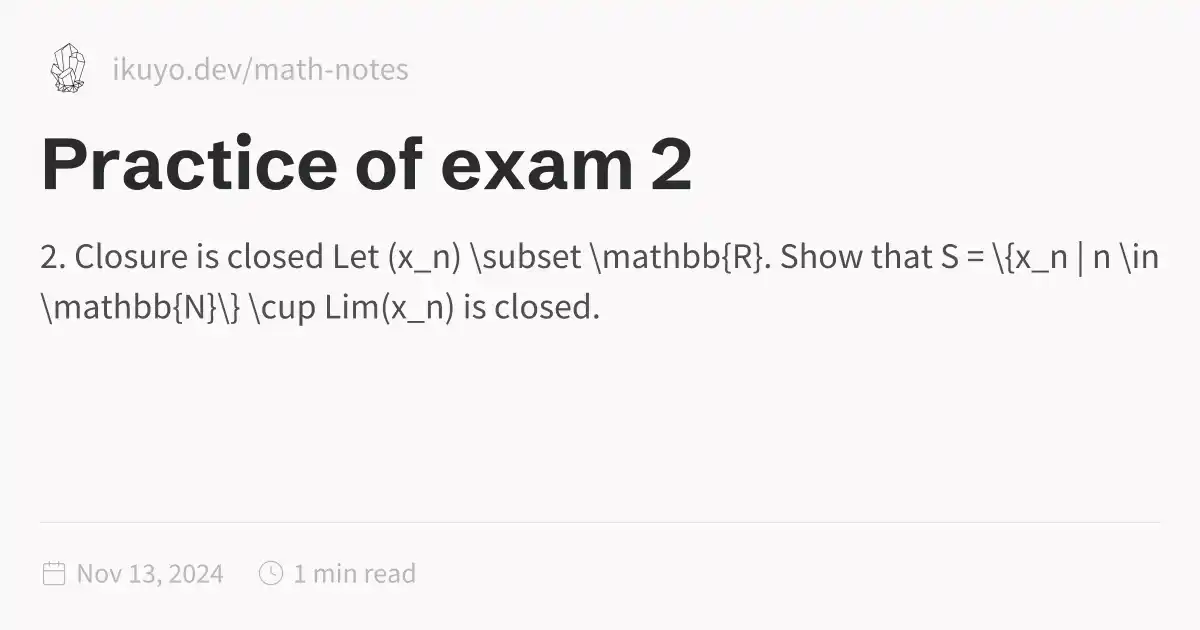 ikuyo.dev/math-notes
Practice of exam 2
2. Closure is closed Let (x_n) \subset \mathbb{R}. Show that S = \{x_n | n \in
\mathbb{N}\} \cup Lim(x_n) is closed.
Nov 13, 2024 1 min read